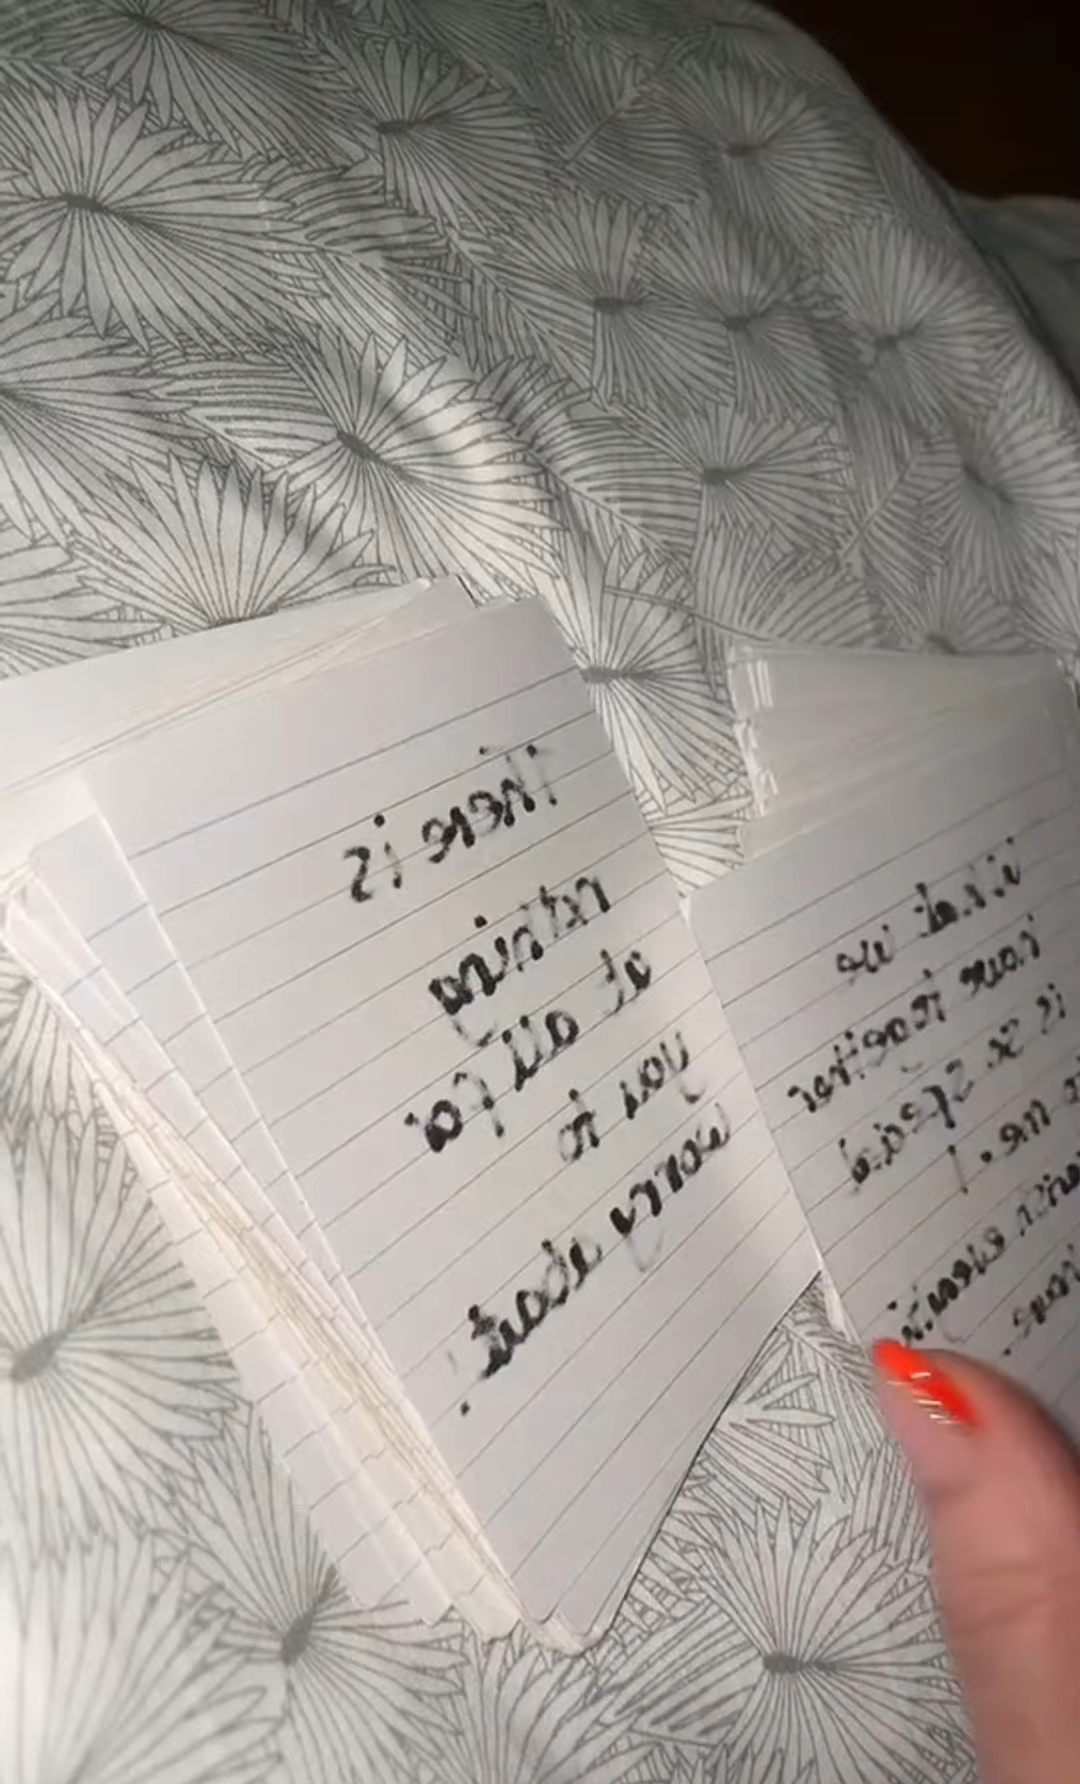 There is
nothing
at all for
you to
worry about.
What we
have together
is so special
to me. I